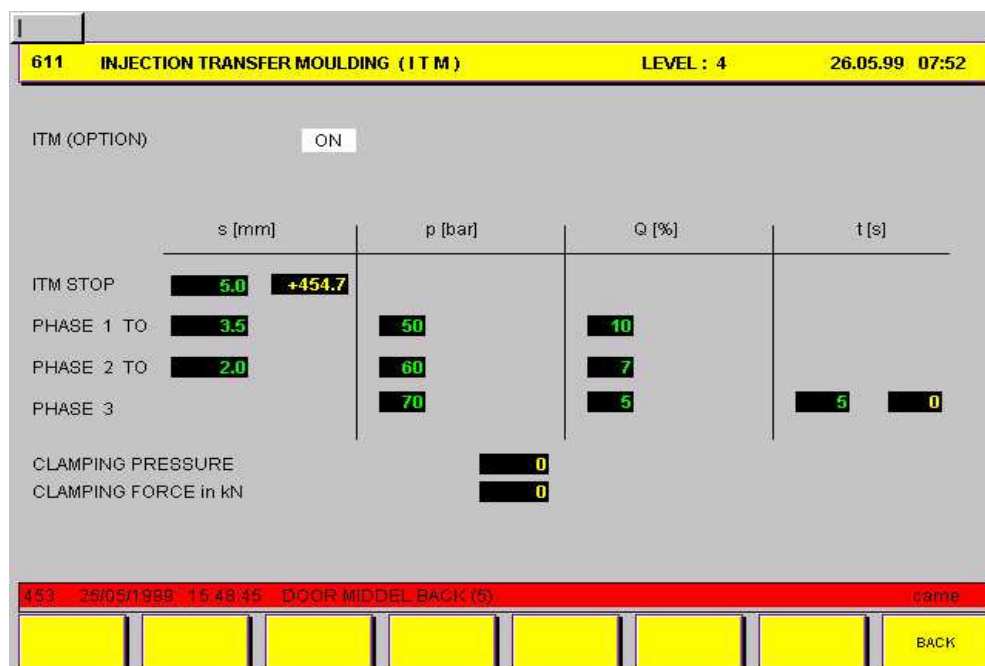 611 INJECTION TRANSFER MOULDING ( I T M ) LEVEL : 4 26.05.99 07:52
ITM (OPTION) ON
s [mm] p [bar] Q [%] t [s]
ITM STOP 5.0 +454.7
PHASE 1 TO 3.5 50 10
PHASE 2 TO 2.0 60 7
PHASE 3 70 5 5 0
CLAMPING PRESSURE 0
CLAMPING FORCE in kN 0
453 25/05/1999 15:48:45 DOOR MIDDEL BACK (5) came
BACK